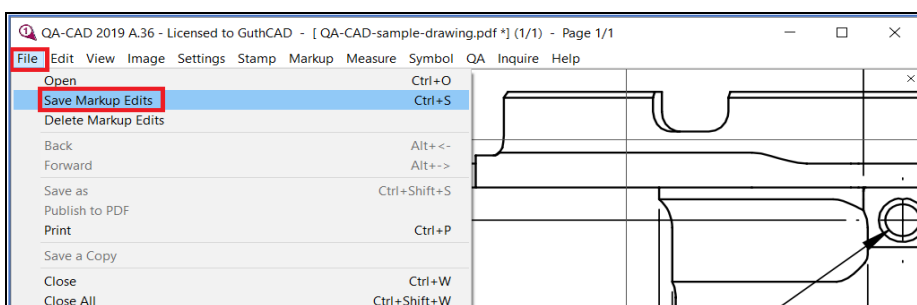 QA-CAD 2019 A.36 - Licensed to GuthCAD - [ QA-CAD-sample-drawing.pdf *] (1/1) - Page 1/1
File Edit View Image Settings Stamp Markup Measure Symbol QA Inquire Help
Open Ctrl+O
Save Markup Edits Ctrl+S
Delete Markup Edits
Back Alt+<-
Forward Alt+->
Save as Ctrl+Shift+S
Publish to PDF
Print Ctrl+P
Save a Copy
Close Ctrl+W
Close All Ctrl+Shift+W